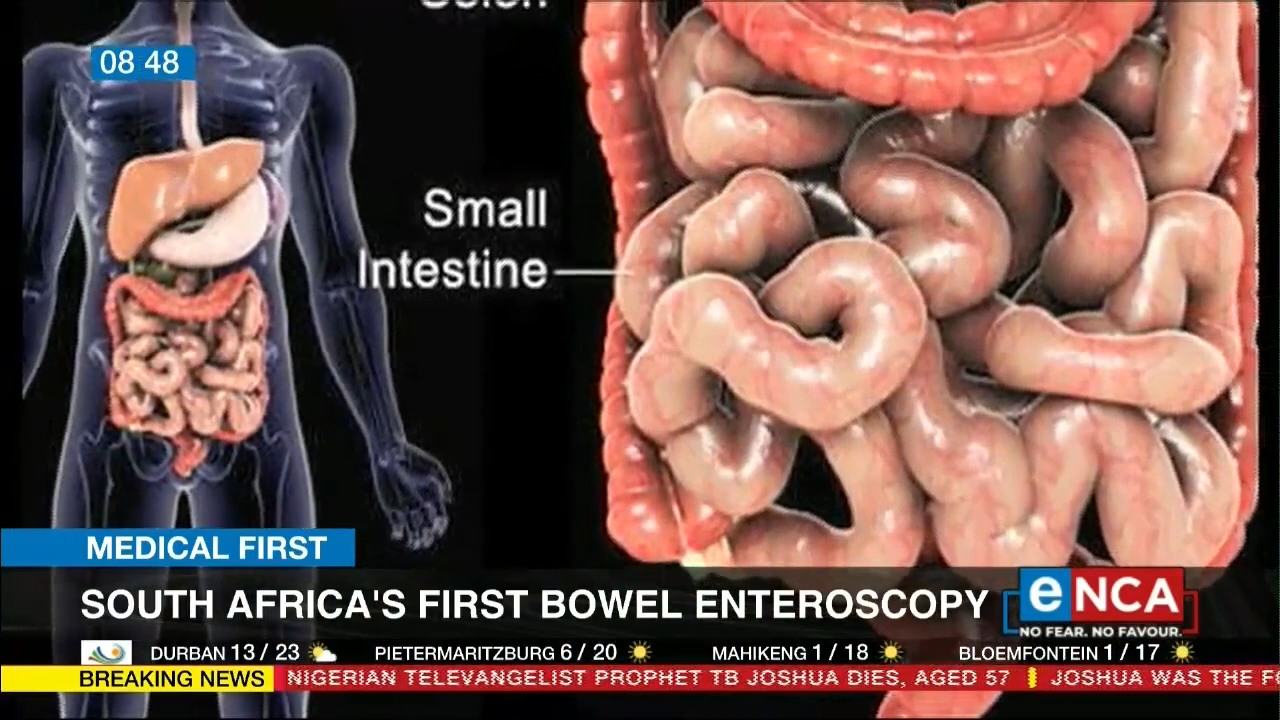 Colon
08 48
Small
Intestine
MEDICAL FIRST
SOUTH AFRICA'S FIRST BOWEL ENTEROSCOPY
eNCA
NO FEAR. NO FAVOUR.
DURBAN 13 / 23 PIETERMARITZBURG 6 / 20 MAHIKENG 1 / 18 BLOEMFONTEIN 1 / 17
BREAKING NEWS NIGERIAN TELEVANGELIST PROPHET TB JOSHUA DIES, AGED 57 JOSHUA WAS THE